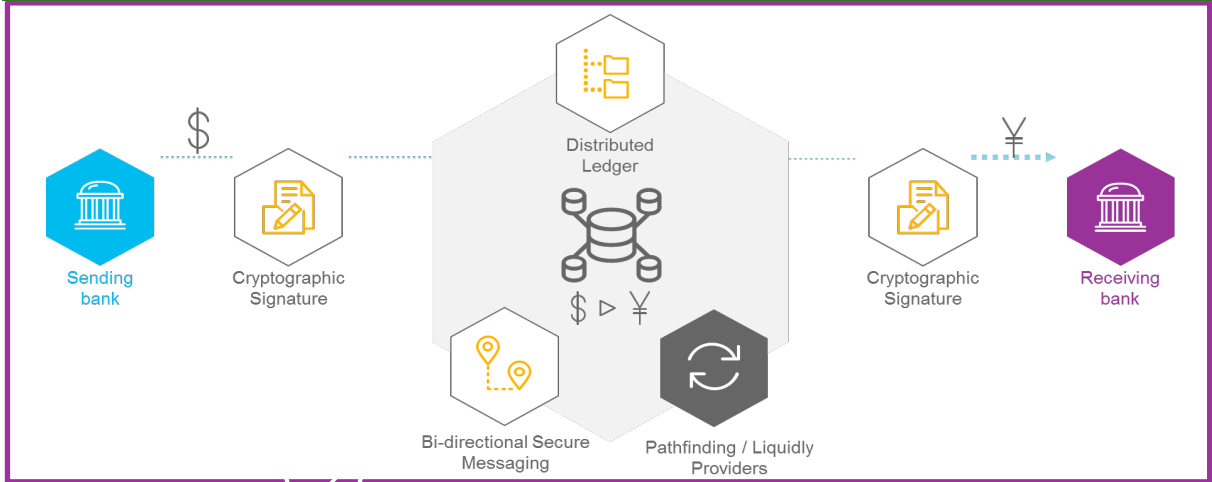 $
¥
Distributed
Ledger
Sending
bank
Cryptographic
Signature
Cryptographic
Signature
Receiving
bank
$ ▷ ¥
Bi-directional Secure
Messaging
Pathfinding / Liquidly
Providers